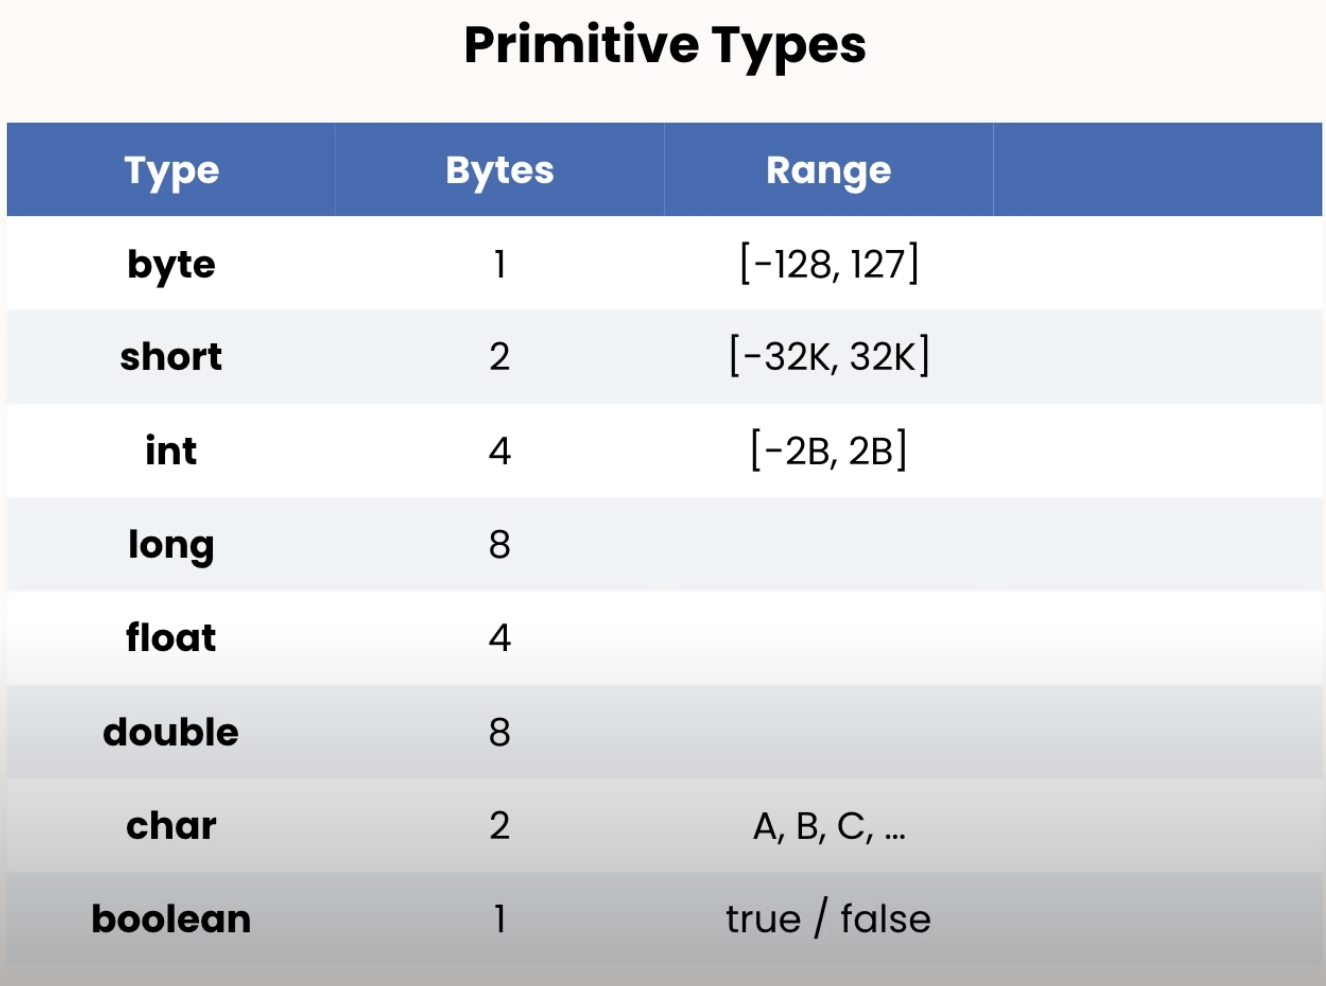 Primitive Types
Type Bytes Range
byte 1 [-128, 127]
short 2 [-32K, 32K]
int 4 [-2B, 2B]
long 8
float 4
double 8
char 2 A, B, C, ...
boolean 1 true / false